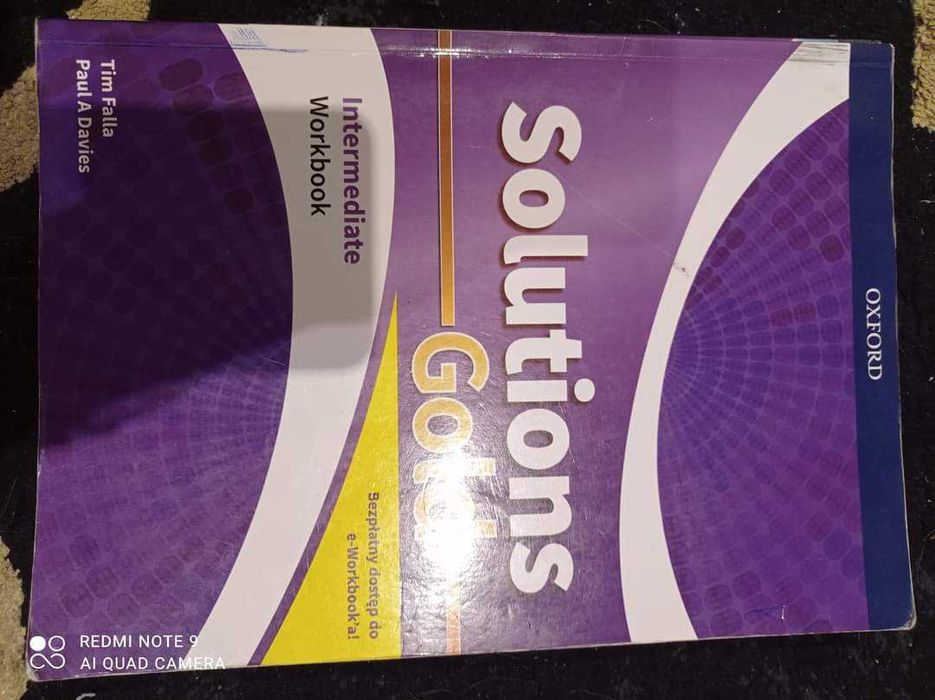 OXFORD
Solutions
Gold
Intermediate
Workbook
Bezpłatny dostęp do
e-Workbook'a!
Tim Falla
Paul A Davies
REDMI NOTE 9
AI QUAD CAMERA